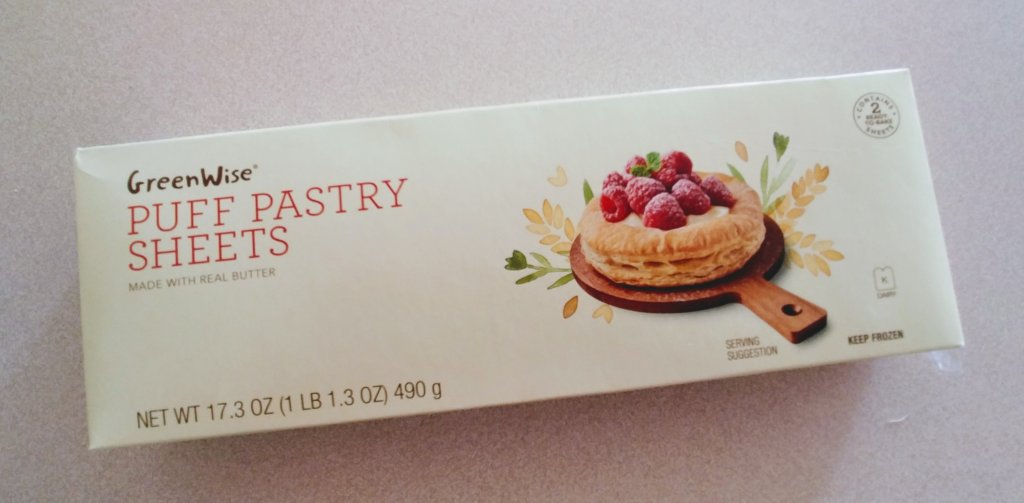 GreenWise®
PUFF PASTRY
SHEETS
MADE WITH REAL BUTTER
NET WT 17.3 OZ (1 LB 1.3 OZ) 490 g
CONTAINS
2
READY-
TO-BAKE
SHEETS
K
DAIRY
SERVING
SUGGESTION
KEEP FROZEN